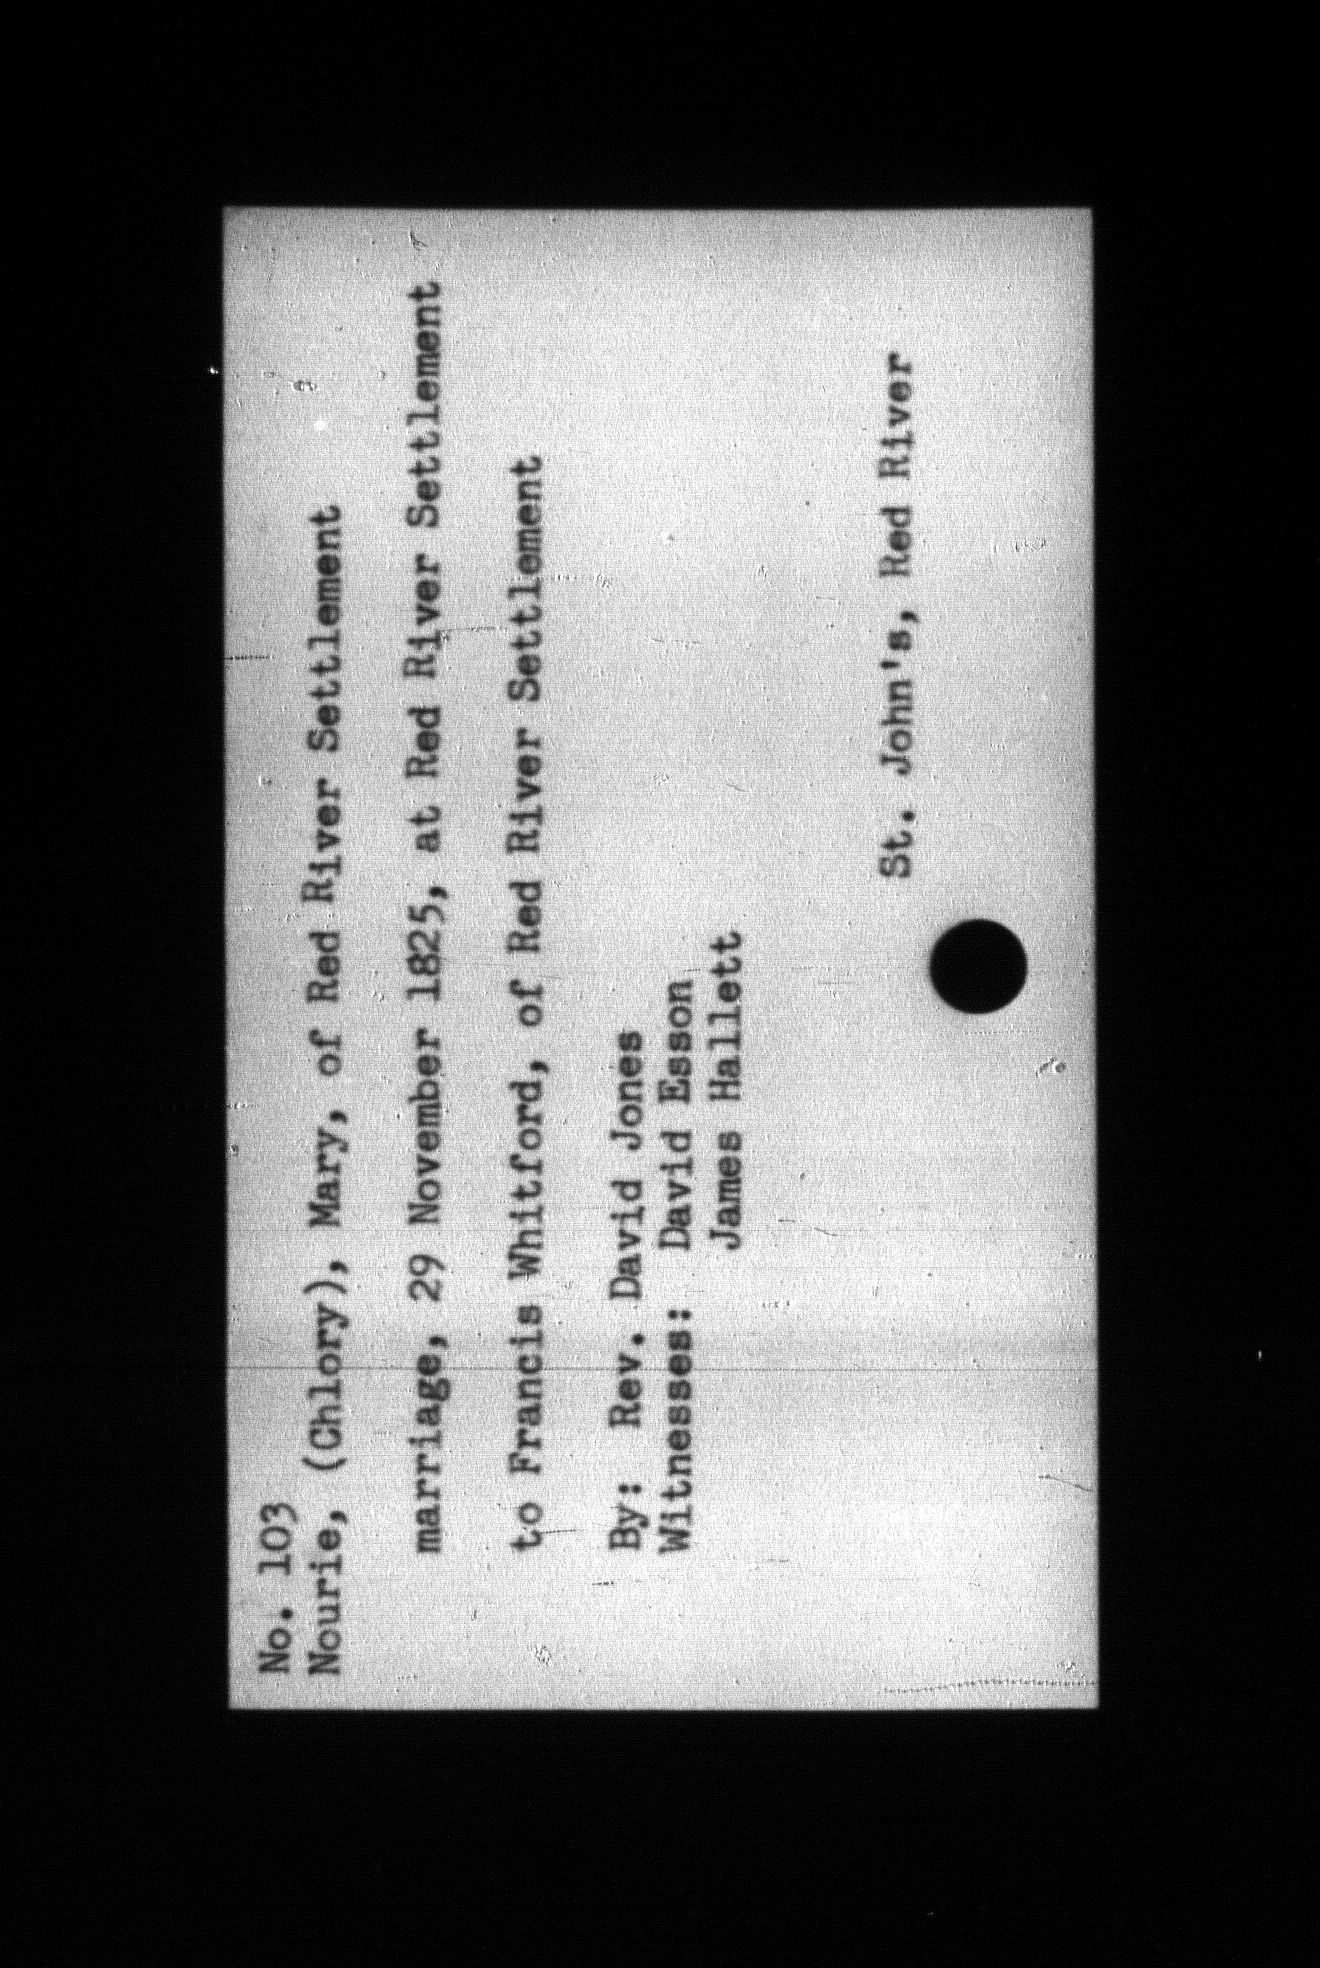 No. 103
Nourie, (Chlory), Mary, of Red River Settlement
marriage, 29 November 1825, at Red River Settlement
to Francis Whitford, of Red River Settlement
By: Rev. David Jones
Witnesses: David Esson
James Hallett
St. John's, Red River